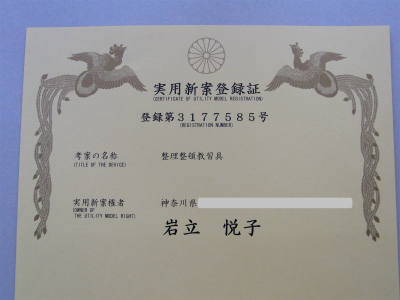 実用新案登録証
(CERTIFICATE OF UTILITY MODEL REGISTRATION)
登録第3177585号
(REGISTRATION NUMBER)
考案の名称 整理整頓教習具
(TITLE OF THE DEVICE)
実用新案権者 神奈川県
(OWNER OF
THE UTILITY MODEL RIGHT)
岩立 悦子